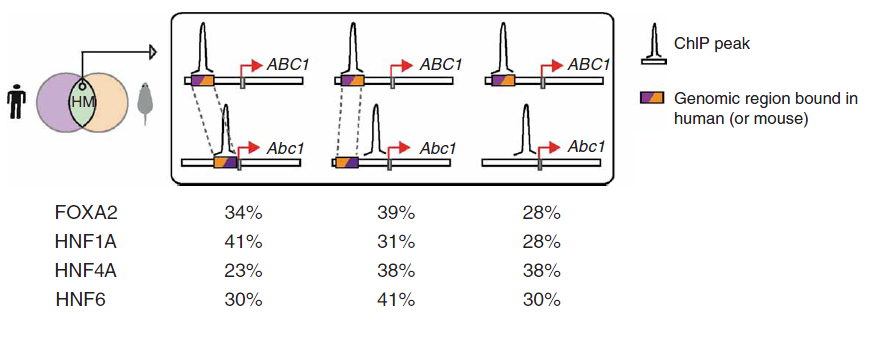 HM
ABC1 ABC1 ABC1
Abc1 Abc1 Abc1
ChIP peak
Genomic region bound in
human (or mouse)
FOXA2 34% 39% 28%
HNF1A 41% 31% 28%
HNF4A 23% 38% 38%
HNF6 30% 41% 30%